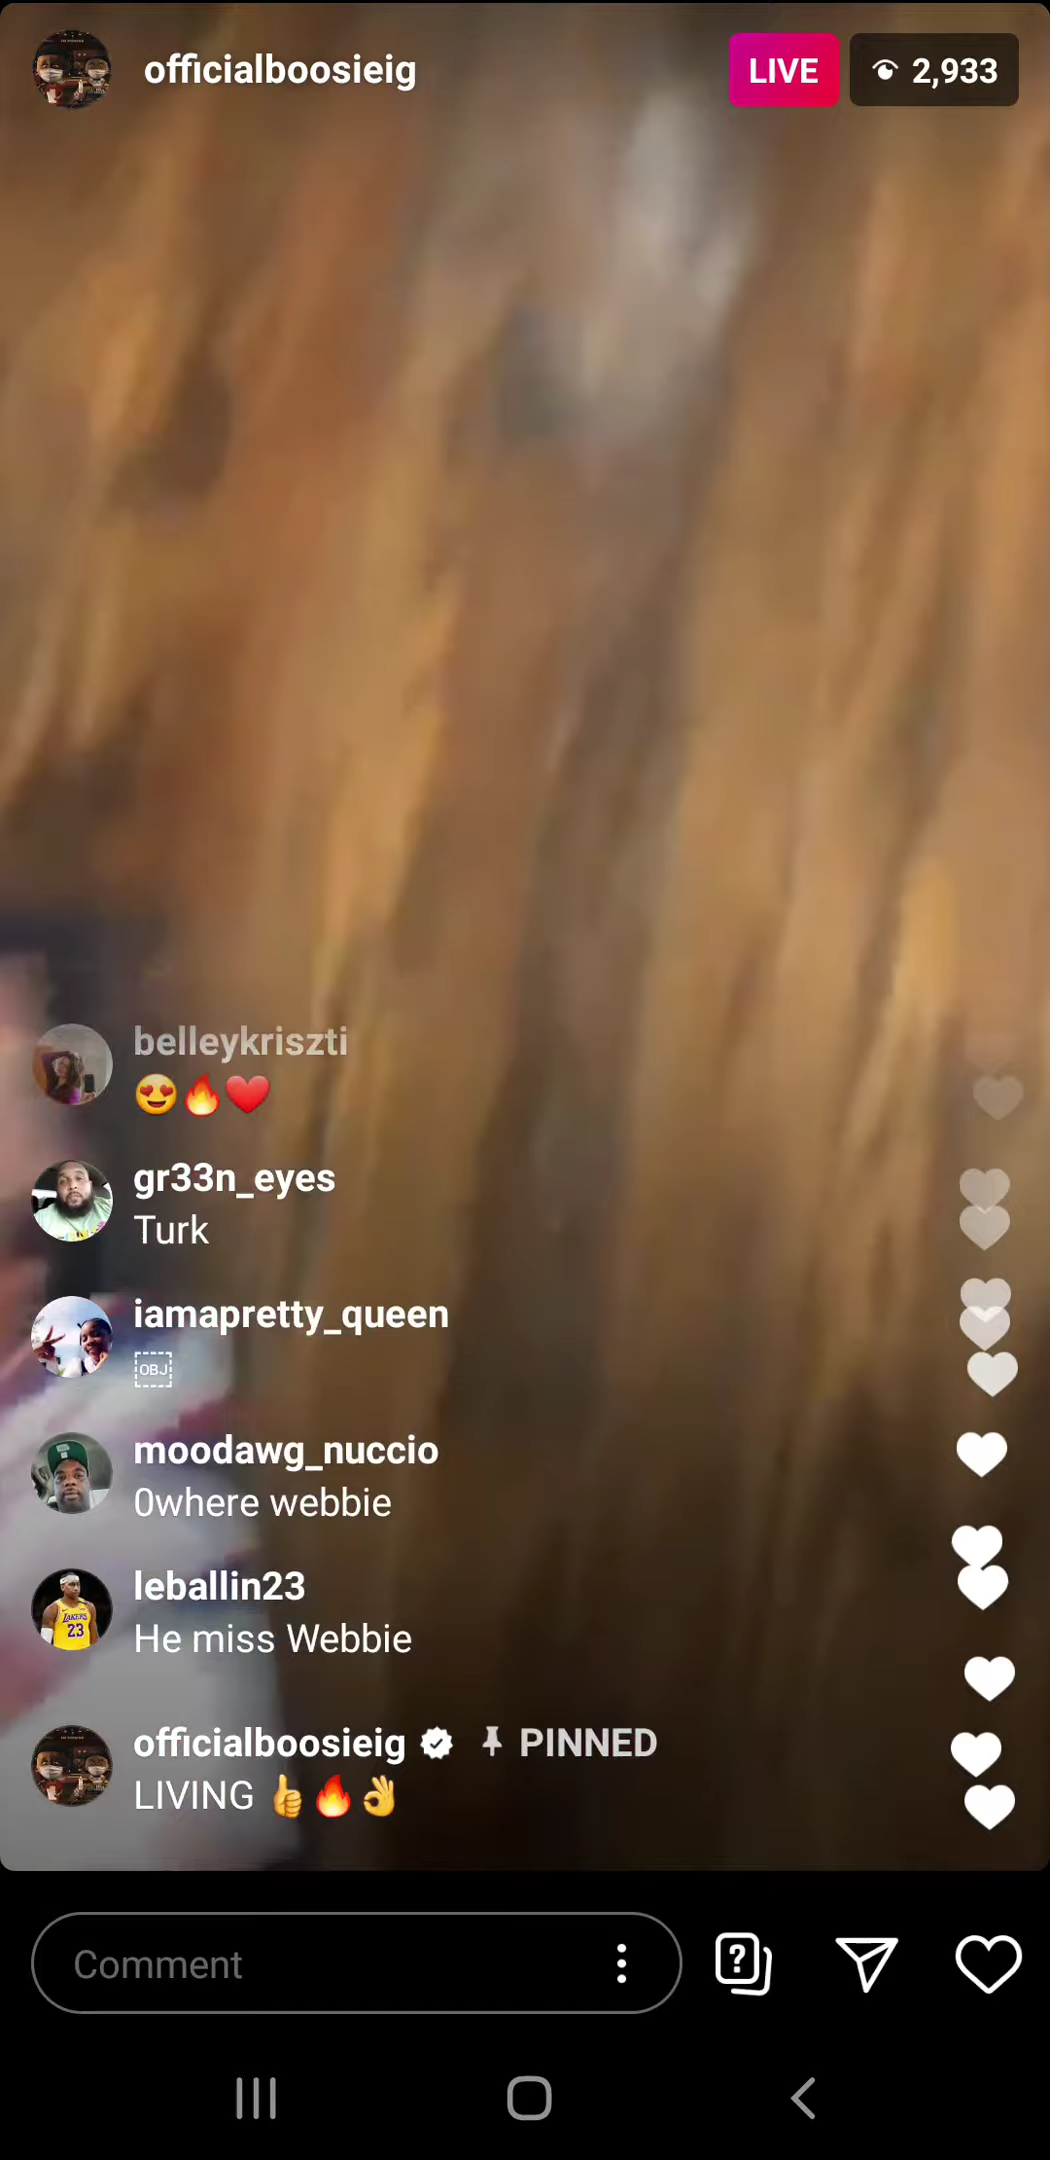 officialboosieig
LIVE 2,933
belleykriszti
😍🔥❤️
gr33n_eyes
Turk
iamapretty_queen
OBJ
moodawg_nuccio
0where webbie
leballin23
He miss Webbie
officialboosieig PINNED
LIVING 👍🔥👌
Comment